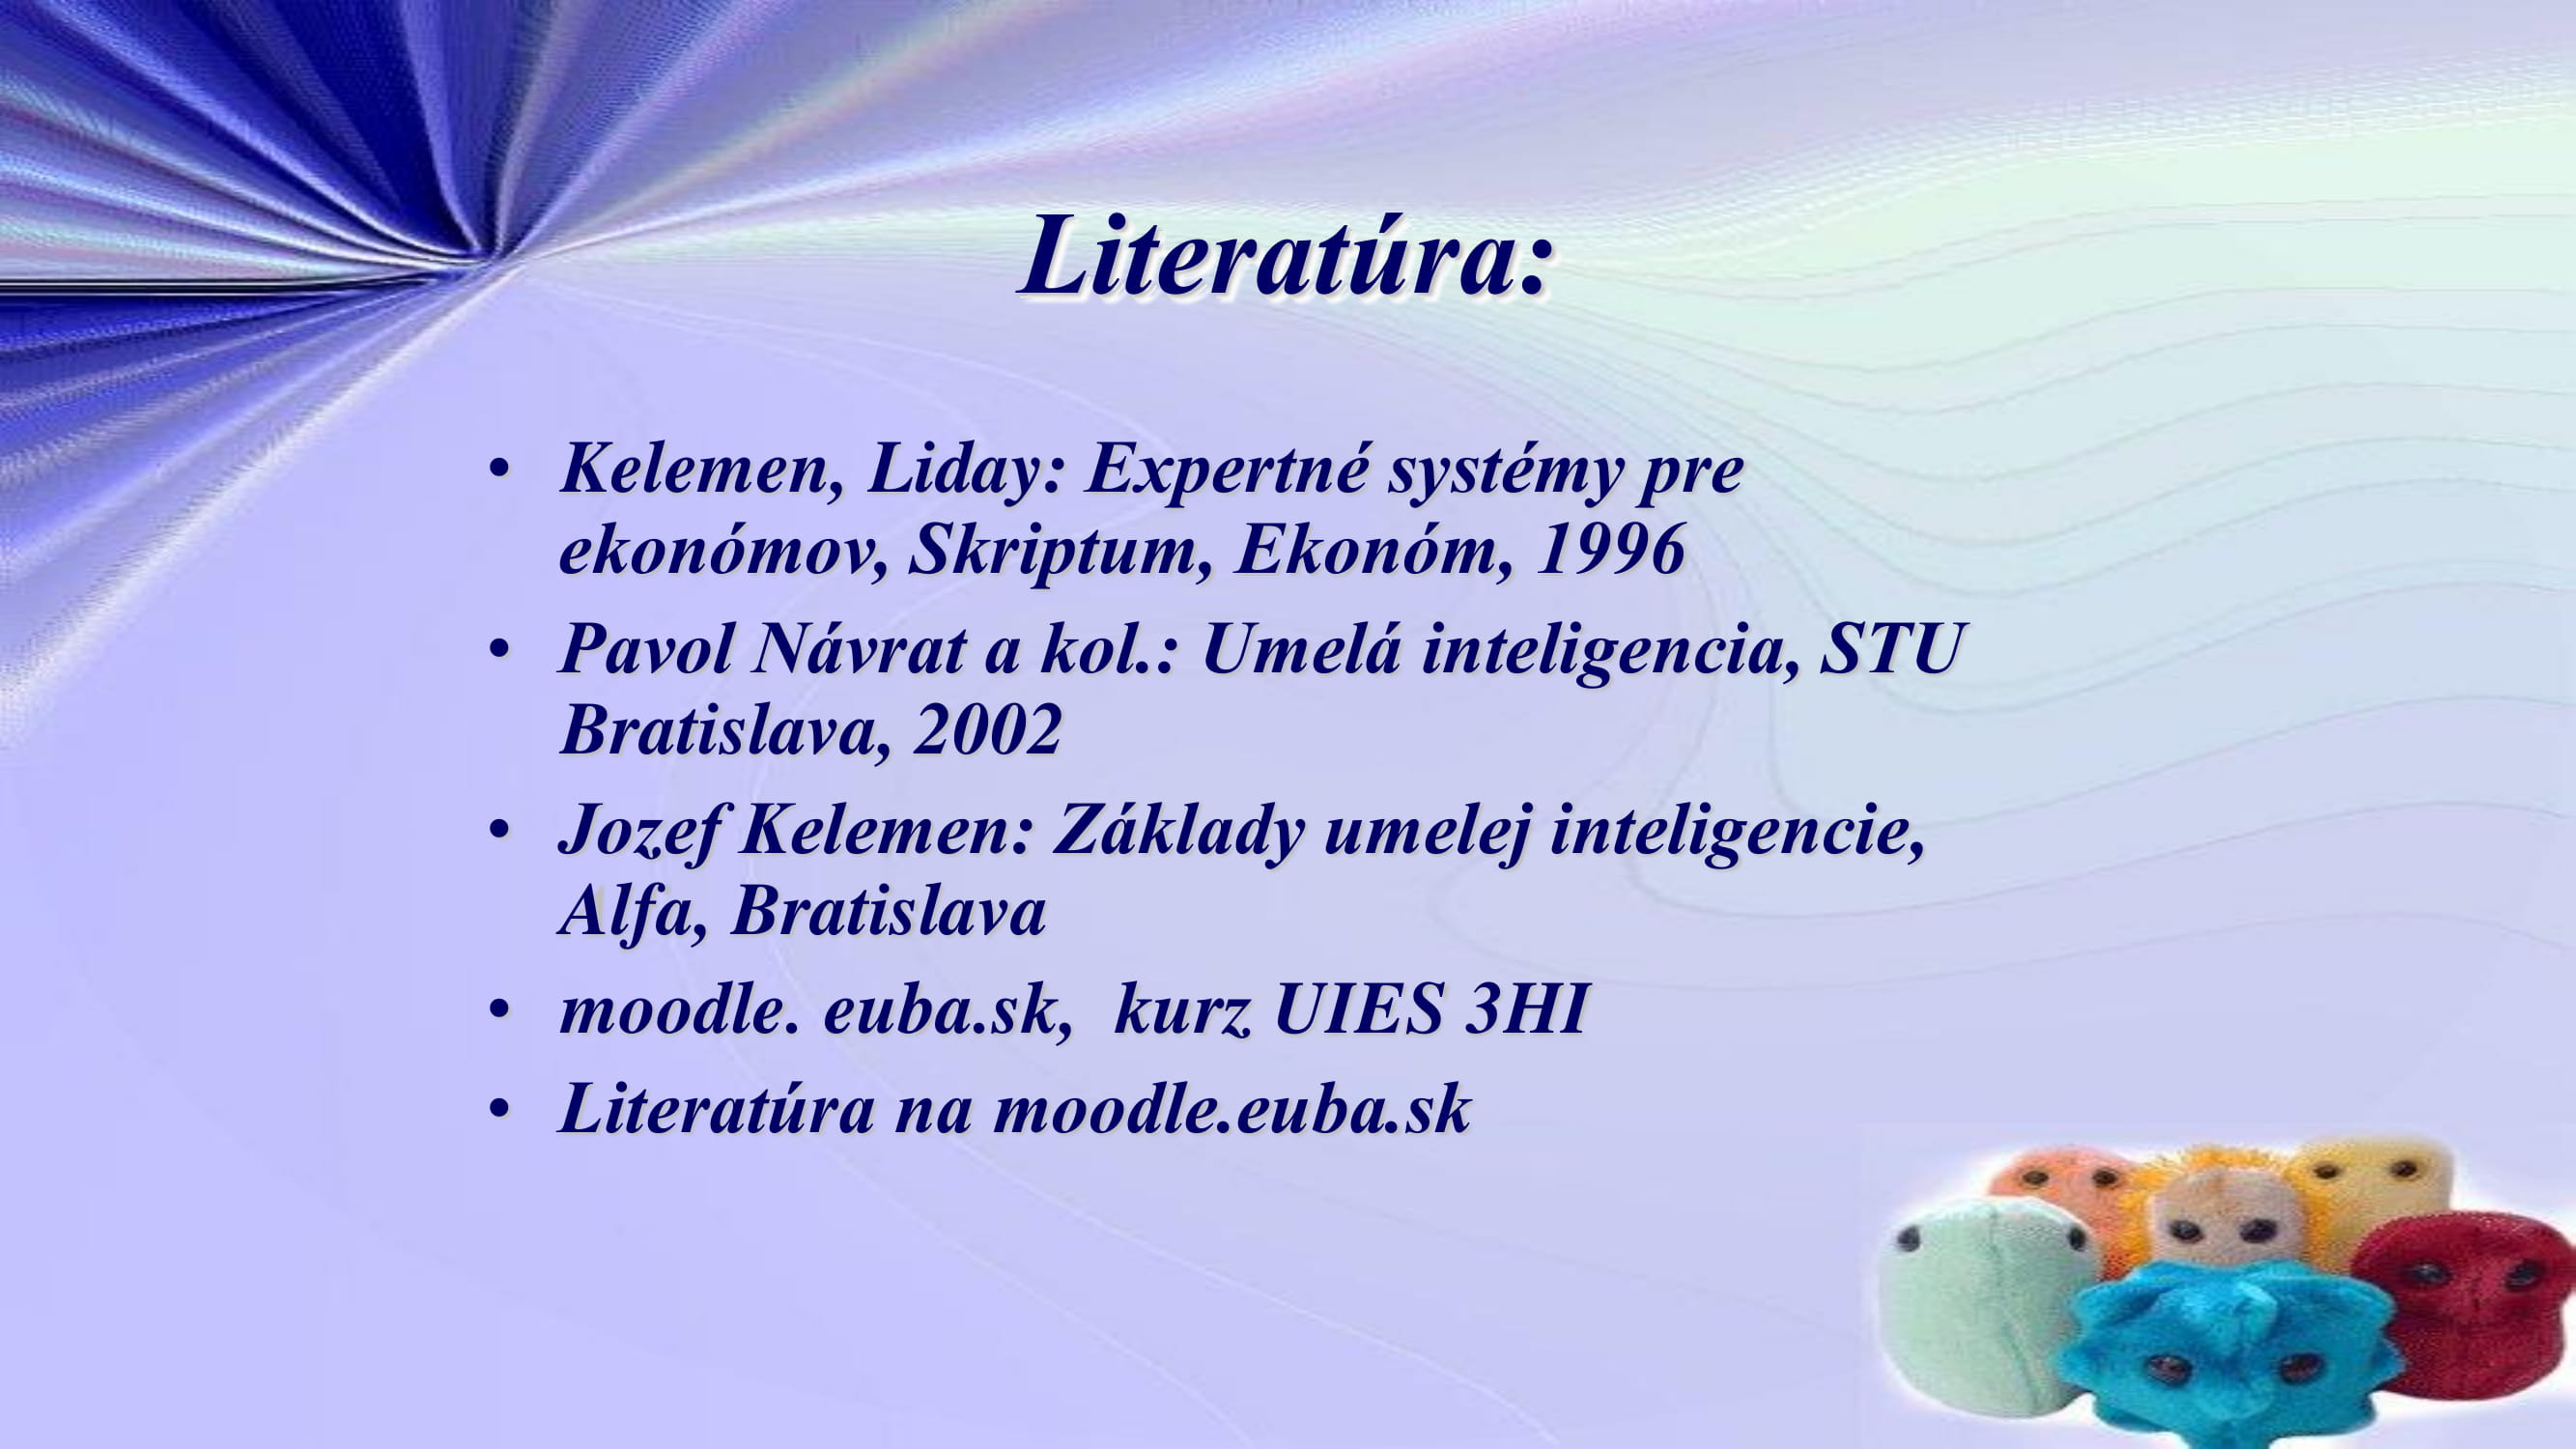 Literatúra:
• Kelemen, Liday: Expertné systémy pre
ekonómov, Skriptum, Ekonóm, 1996
• Pavol Návrat a kol.: Umelá inteligencia, STU
Bratislava, 2002
• Jozef Kelemen: Základy umelej inteligencie,
Alfa, Bratislava
• moodle. euba.sk,  kurz UIES 3HI
• Literatúra na moodle.euba.sk